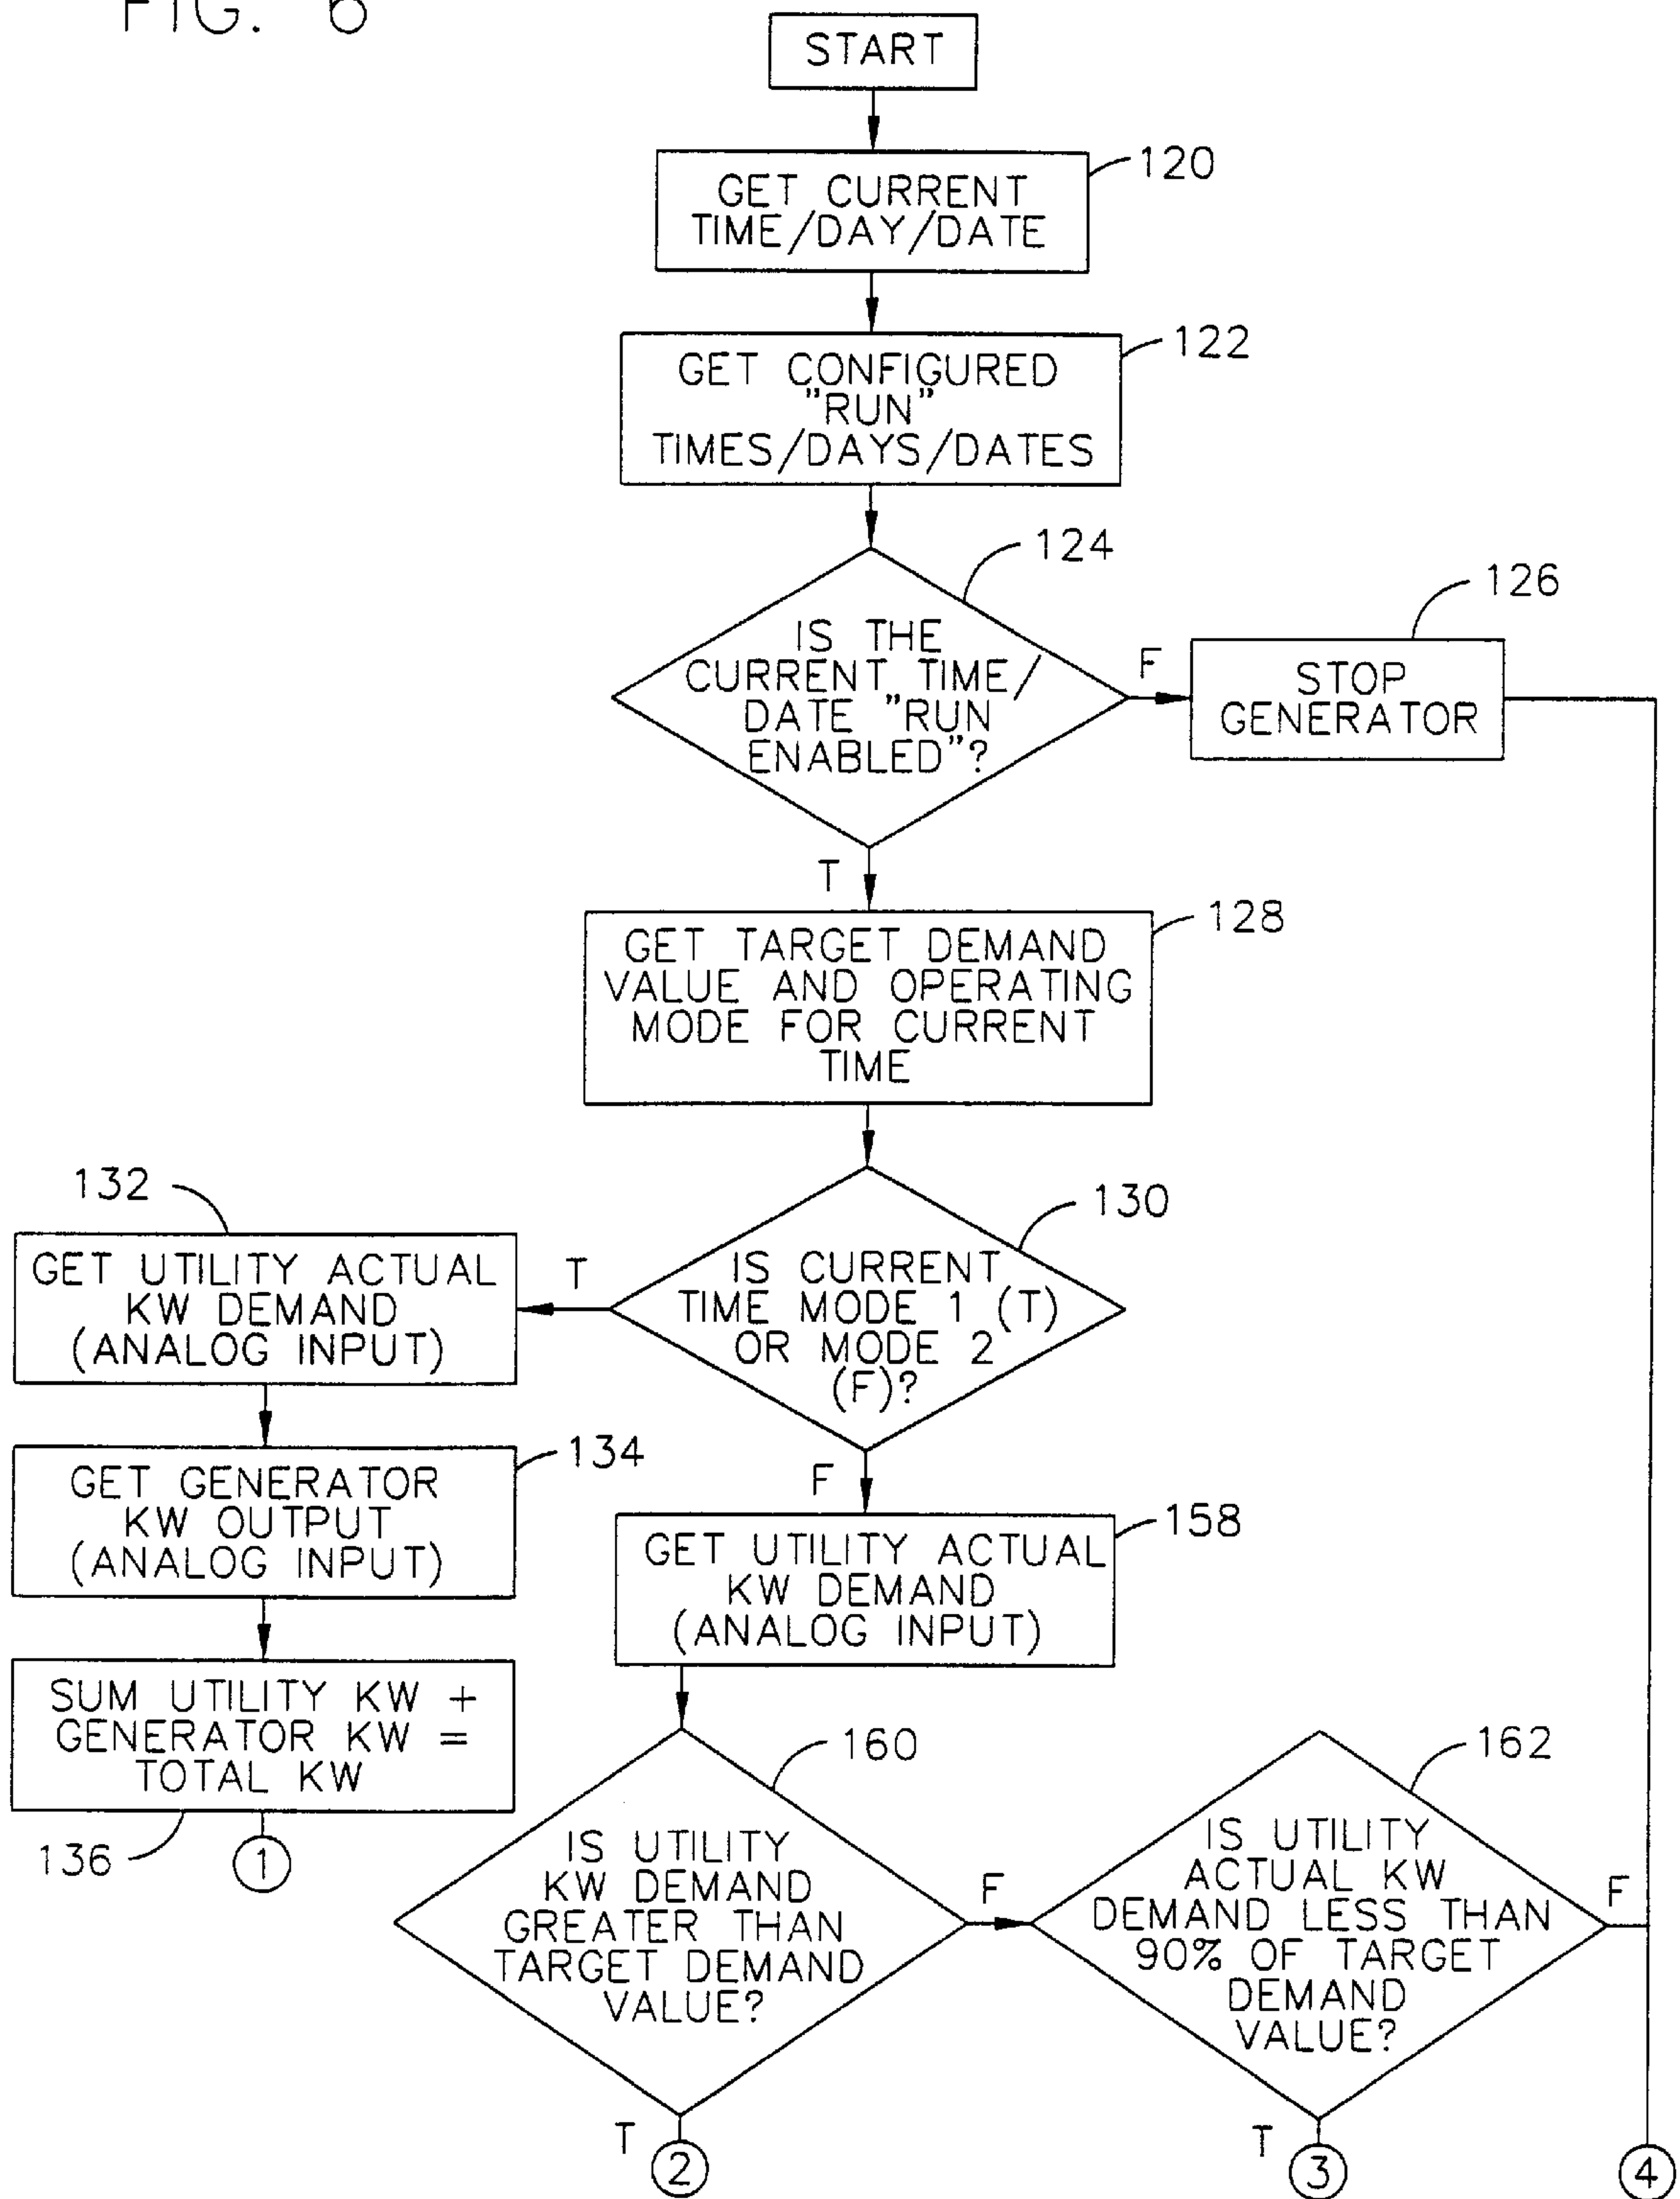 FIG. 6
START
120
GET CURRENT
TIME/DAY/DATE
122
GET CONFIGURED
"RUN"
TIMES/DAYS/DATES
124
IS THE
CURRENT TIME/
DATE "RUN
ENABLED"?
F
126
STOP
GENERATOR
T
128
GET TARGET DEMAND
VALUE AND OPERATING
MODE FOR CURRENT
TIME
130
IS CURRENT
TIME MODE 1 (T)
OR MODE 2
(F)?
T
132
GET UTILITY ACTUAL
KW DEMAND
(ANALOG INPUT)
134
GET GENERATOR
KW OUTPUT
(ANALOG INPUT)
SUM UTILITY KW +
GENERATOR KW =
TOTAL KW
136
1
F
158
GET UTILITY ACTUAL
KW DEMAND
(ANALOG INPUT)
160
IS UTILITY
KW DEMAND
GREATER THAN
TARGET DEMAND
VALUE?
F
T
2
162
IS UTILITY
ACTUAL KW
DEMAND LESS THAN
90% OF TARGET
DEMAND
VALUE?
F
T
3
4